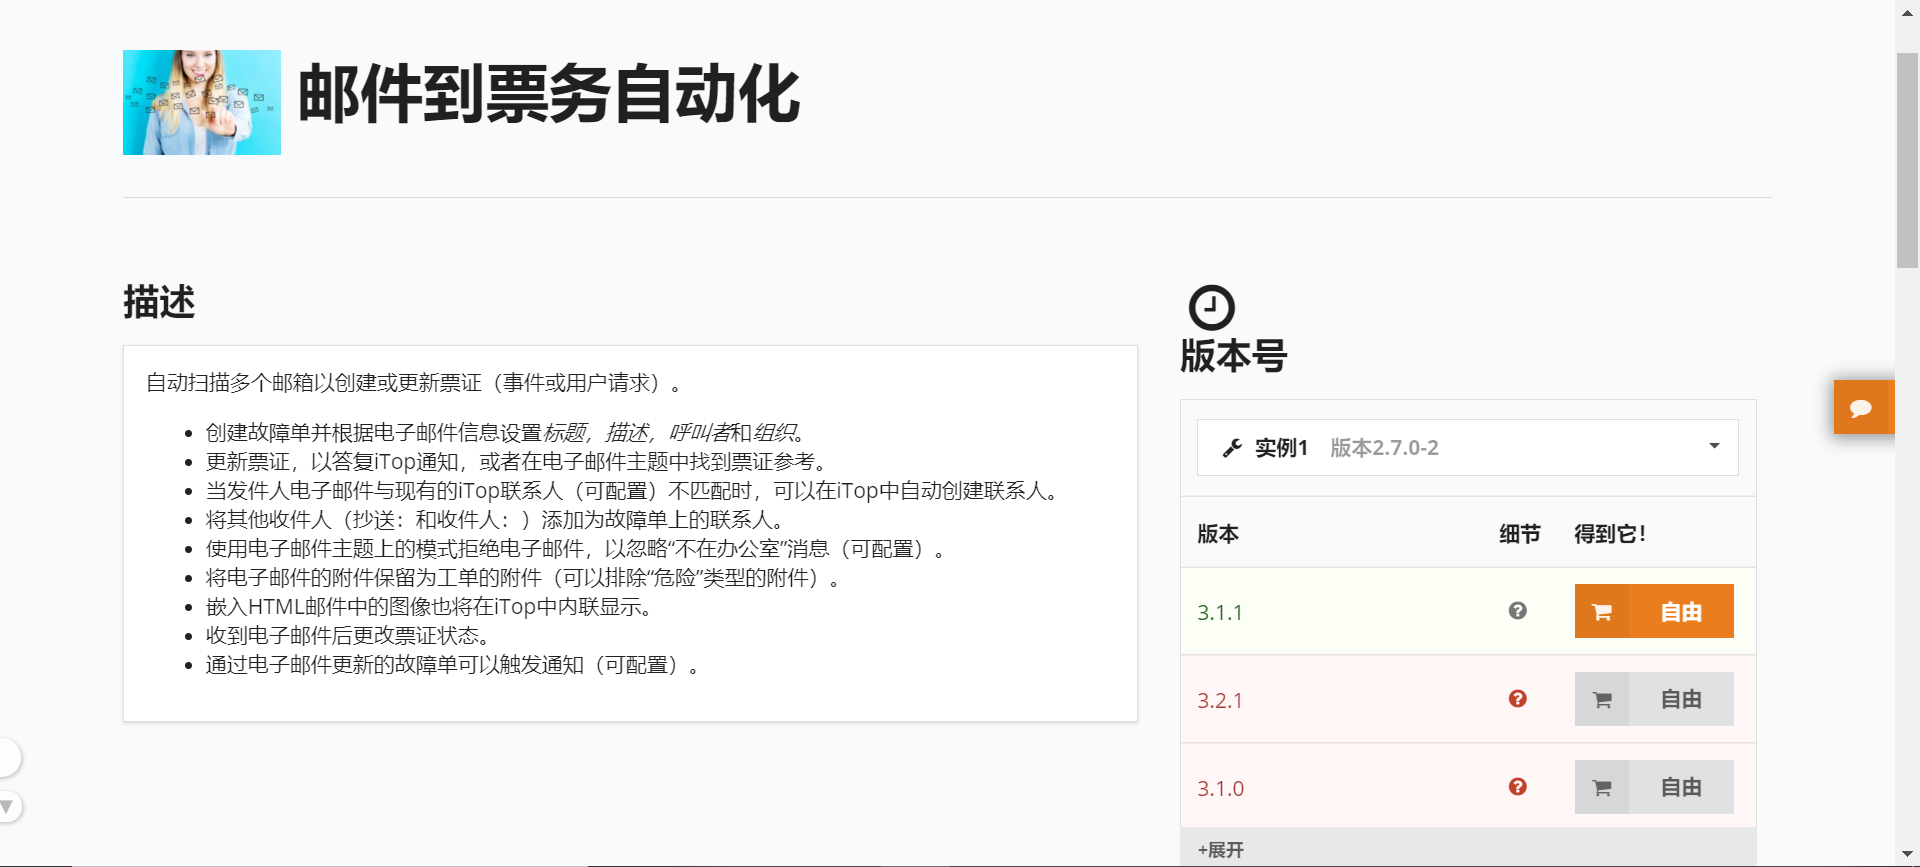 邮件到票务自动化
描述
自动扫描多个邮箱以创建或更新票证（事件或用户请求）。
创建故障单并根据电子邮件信息设置标题，描述，呼叫者和组织。
更新票证，以答复iTop通知，或者在电子邮件主题中找到票证参考。
当发件人电子邮件与现有的iTop联系人（可配置）不匹配时，可以在iTop中自动创建联系人。
将其他收件人（抄送：和收件人：）添加为故障单上的联系人。
使用电子邮件主题上的模式拒绝电子邮件，以忽略“不在办公室”消息（可配置）。
将电子邮件的附件保留为工单的附件（可以排除“危险”类型的附件）。
嵌入HTML邮件中的图像也将在iTop中内联显示。
收到电子邮件后更改票证状态。
通过电子邮件更新的故障单可以触发通知（可配置）。
版本号
实例1 版本2.7.0-2
版本 细节 得到它！
3.1.1 自由
3.2.1 自由
3.1.0 自由
+展开